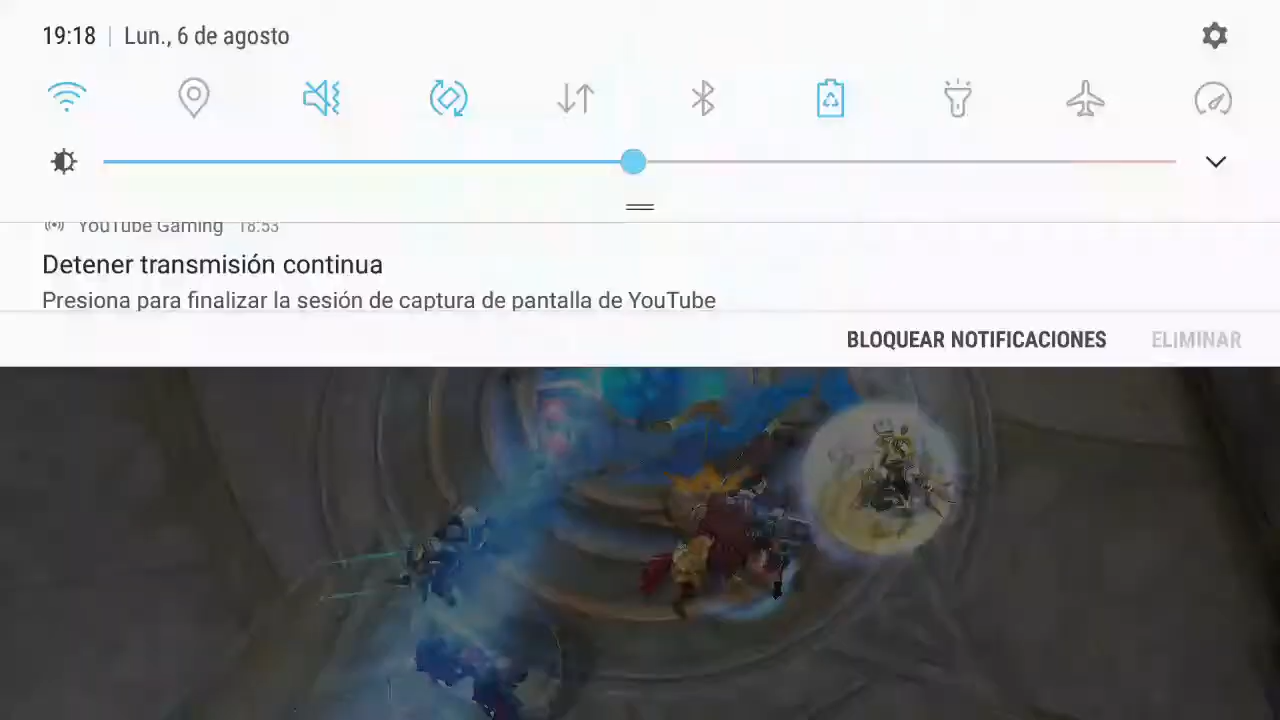 19:18 | Lun., 6 de agosto
YouTube Gaming 18:53
Detener transmisión continua
Presiona para finalizar la sesión de captura de pantalla de YouTube
BLOQUEAR NOTIFICACIONES ELIMINAR